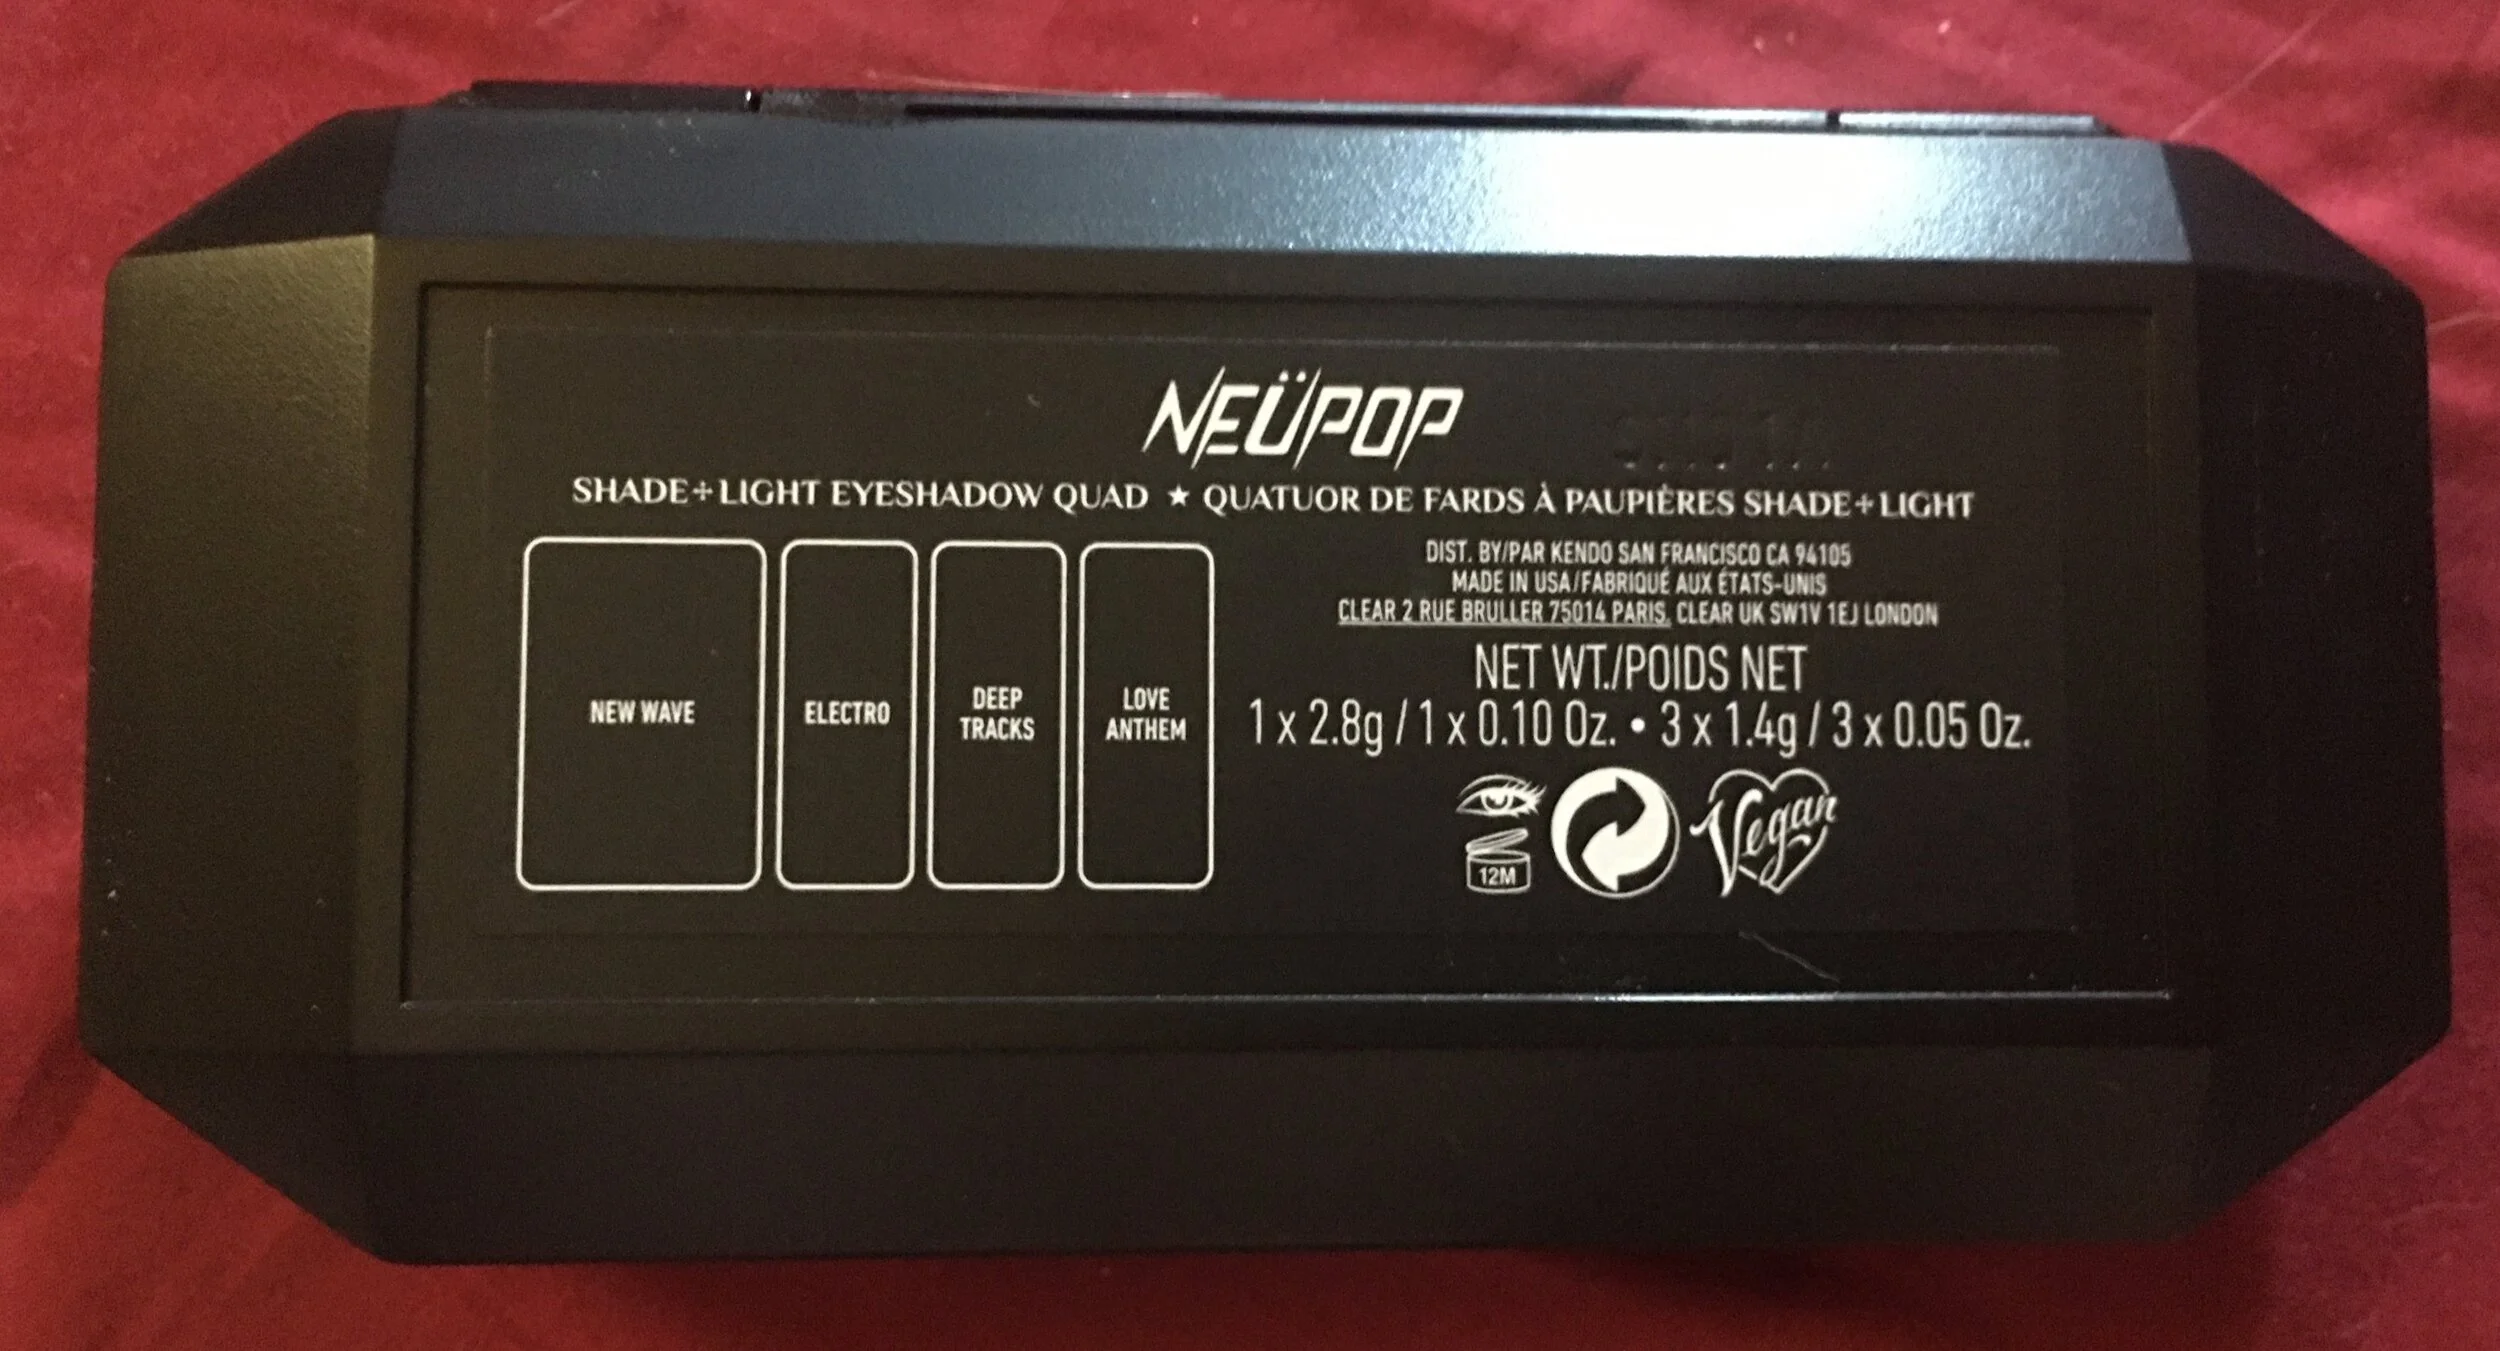 NEÜPOP
SHADE+LIGHT EYESHADOW QUAD ★ QUATUOR DE FARDS À PAUPIÈRES SHADE+LIGHT
NEW WAVE
ELECTRO
DEEP
TRACKS
LOVE
ANTHEM
DIST. BY/PAR KENDO SAN FRANCISCO CA 94105
MADE IN USA/FABRIQUÉ AUX ÉTATS-UNIS
CLEAR 2 RUE BRULLER 75014 PARIS, CLEAR UK SW1V 1EJ LONDON
NET WT./POIDS NET
1 x 2.8g / 1 x 0.10 Oz. • 3 x 1.4g / 3 x 0.05 Oz.
12M
Vegan